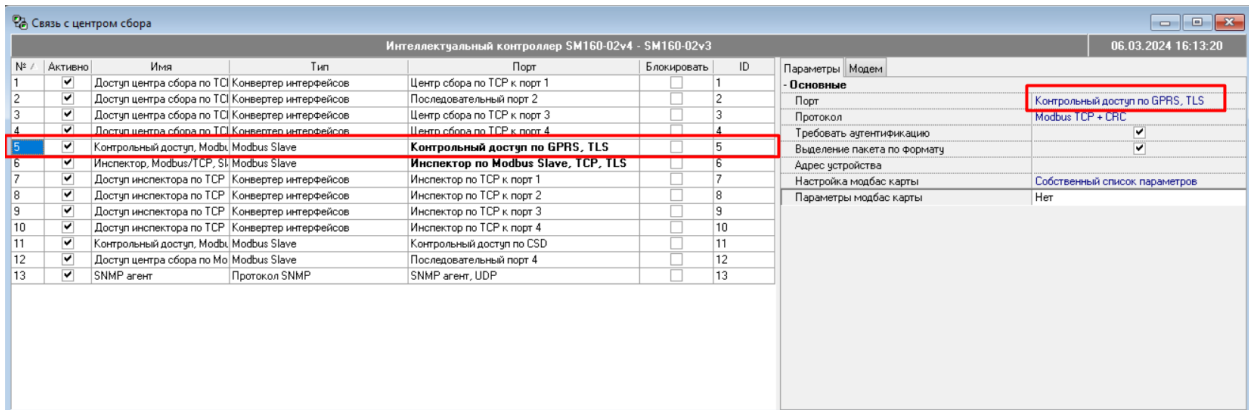 Связь с центром сбора
Интеллектуальный контроллер SM160-02v4 - SM160-02v3 06.03.2024 16:13:20
№ Активно Имя Тип Порт Блокировать ID
1 Доступ центра сбора по TCI Конвертер интерфейсов Центр сбора по TCP к порт 1 1
2 Доступ центра сбора по TCI Конвертер интерфейсов Последовательный порт 2 2
3 Доступ центра сбора по TCI Конвертер интерфейсов Центр сбора по TCP к порт 3 3
4 Доступ центра сбора по TCI Конвертер интерфейсов Центр сбора по TCP к порт 4 4
5 Контрольный доступ, Modbu Modbus Slave Контрольный доступ по GPRS, TLS 5
6 Инспектор, Modbus/TCP, Sl Modbus Slave Инспектор по Modbus Slave, TCP, TLS 6
7 Доступ инспектора по TCP Конвертер интерфейсов Инспектор по TCP к порт 1 7
8 Доступ инспектора по TCP Конвертер интерфейсов Инспектор по TCP к порт 2 8
9 Доступ инспектора по TCP Конвертер интерфейсов Инспектор по TCP к порт 3 9
10 Доступ инспектора по TCP Конвертер интерфейсов Инспектор по TCP к порт 4 10
11 Контрольный доступ, Modbu Modbus Slave Контрольный доступ по CSD 11
12 Доступ центра сбора по Mo Modbus Slave Последовательный порт 4 12
13 SNMP агент Протокол SNMP SNMP агент, UDP 13
Параметры Модем
- Основные
Порт Контрольный доступ по GPRS, TLS
Протокол Modbus TCP + CRC
Требовать аутентификацию
Выделение пакета по формату
Адрес устройства
Настройка модбас карты Собственный список параметров
Параметры модбас карты Нет